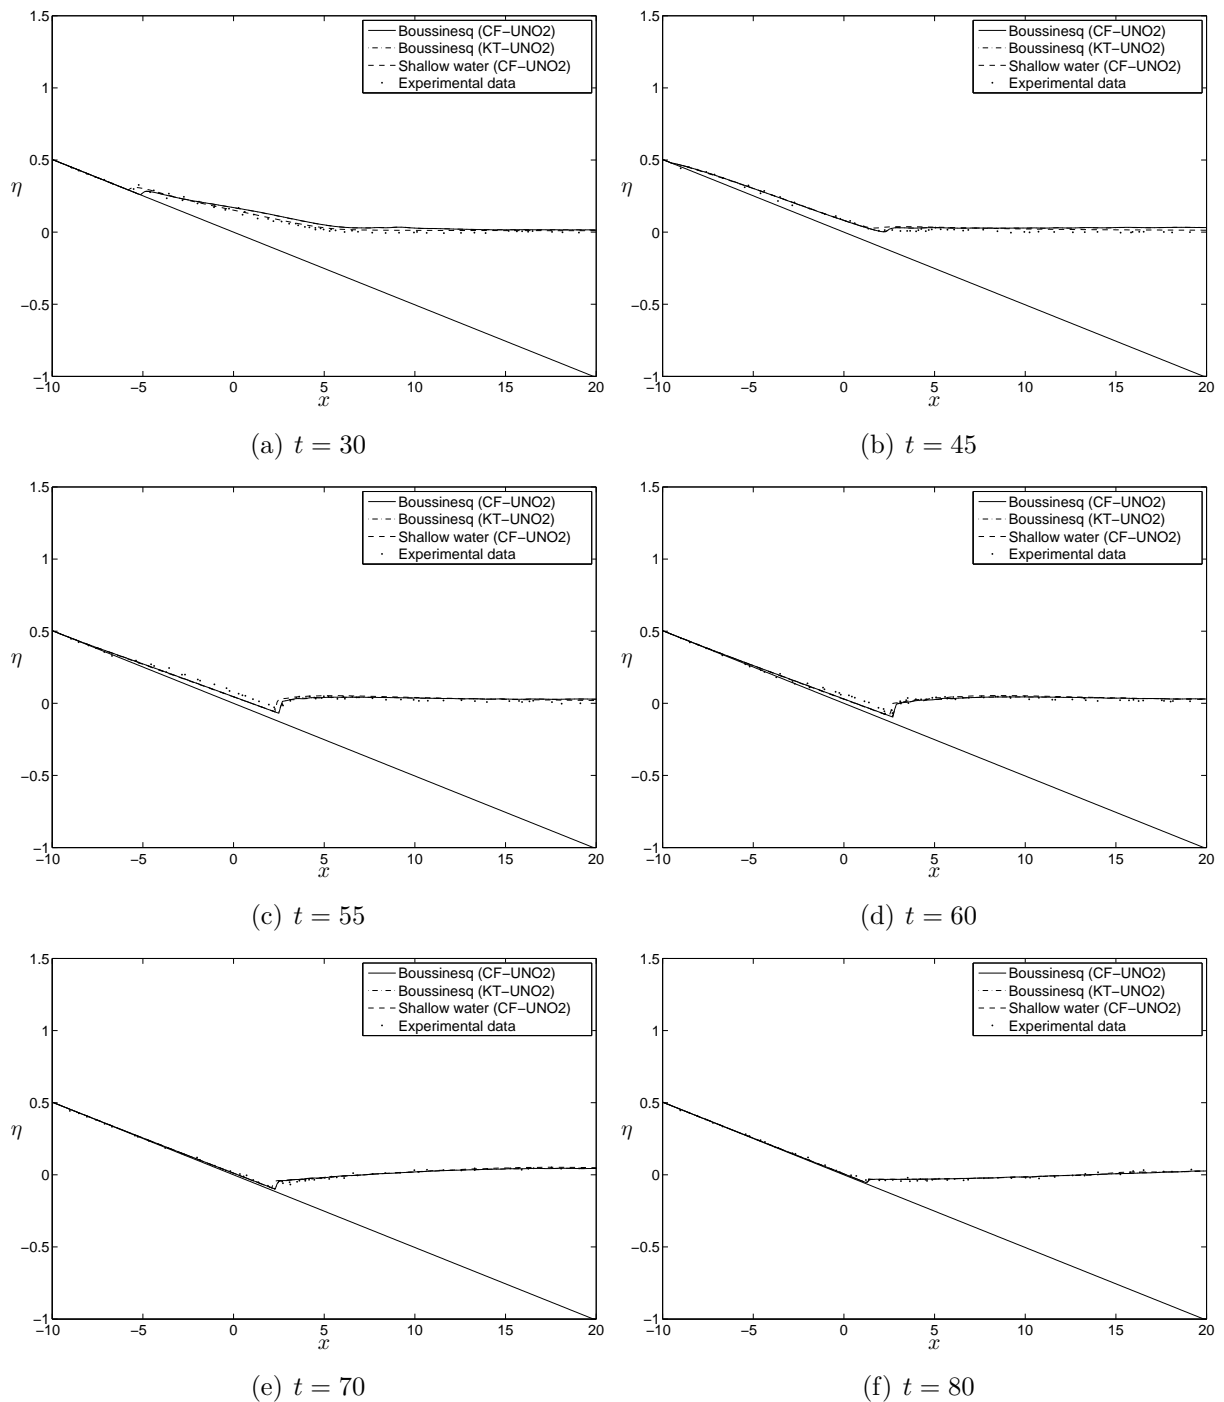 1.5
Boussinesq (CF−UNO2)
Boussinesq (KT−UNO2)
Shallow water (CF−UNO2)
Experimental data
1
0.5
η
0
−0.5
−1
−10 −5 0 5 10 15 20
x
(a) t = 30
1.5
Boussinesq (CF−UNO2)
Boussinesq (KT−UNO2)
Shallow water (CF−UNO2)
Experimental data
1
0.5
η
0
−0.5
−1
−10 −5 0 5 10 15 20
x
(b) t = 45
1.5
Boussinesq (CF−UNO2)
Boussinesq (KT−UNO2)
Shallow water (CF−UNO2)
Experimental data
1
0.5
η
0
−0.5
−1
−10 −5 0 5 10 15 20
x
(c) t = 55
1.5
Boussinesq (CF−UNO2)
Boussinesq (KT−UNO2)
Shallow water (CF−UNO2)
Experimental data
1
0.5
η
0
−0.5
−1
−10 −5 0 5 10 15 20
x
(d) t = 60
1.5
Boussinesq (CF−UNO2)
Boussinesq (KT−UNO2)
Shallow water (CF−UNO2)
Experimental data
1
0.5
η
0
−0.5
−1
−10 −5 0 5 10 15 20
x
(e) t = 70
1.5
Boussinesq (CF−UNO2)
Boussinesq (KT−UNO2)
Shallow water (CF−UNO2)
Experimental data
1
0.5
η
0
−0.5
−1
−10 −5 0 5 10 15 20
x
(f) t = 80